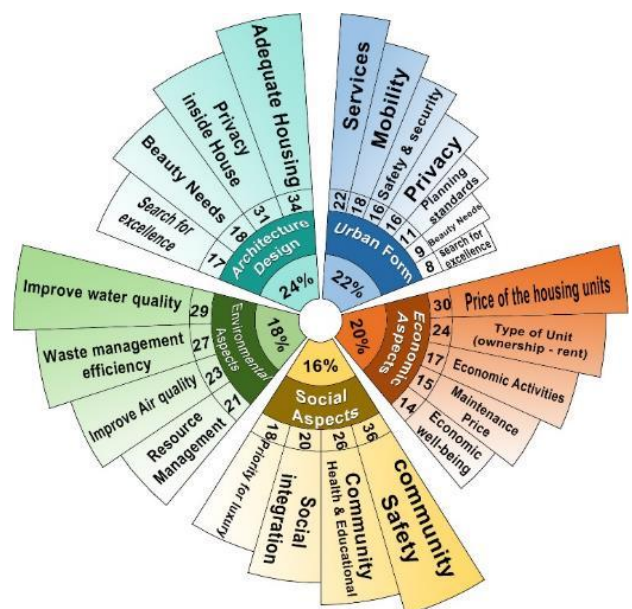 Adequate Housing
34
Privacy
inside House
31
Beauty Needs
18
Search for
excellence
17
Architecture
Design
24%
Services
22
Mobility
18
Safety & security
16
Privacy
16
Planning
standards
11
Beauty Needs
9
search for
excellence
8
Urban Form
22%
Price of the housing units
30
Type of Unit
(ownership - rent)
24
Economic Activities
17
Maintenance
Price
15
Economic
well-being
14
Economic
Aspects
20%
community
Safety
36
Community
Health & Educational
26
Social
integration
20
Priority for luxury
18
Social
Aspects
16%
Improve water quality
29
Waste management
efficiency
27
Improve Air quality
23
Resource
Management
21
Environmental
Aspects
18%